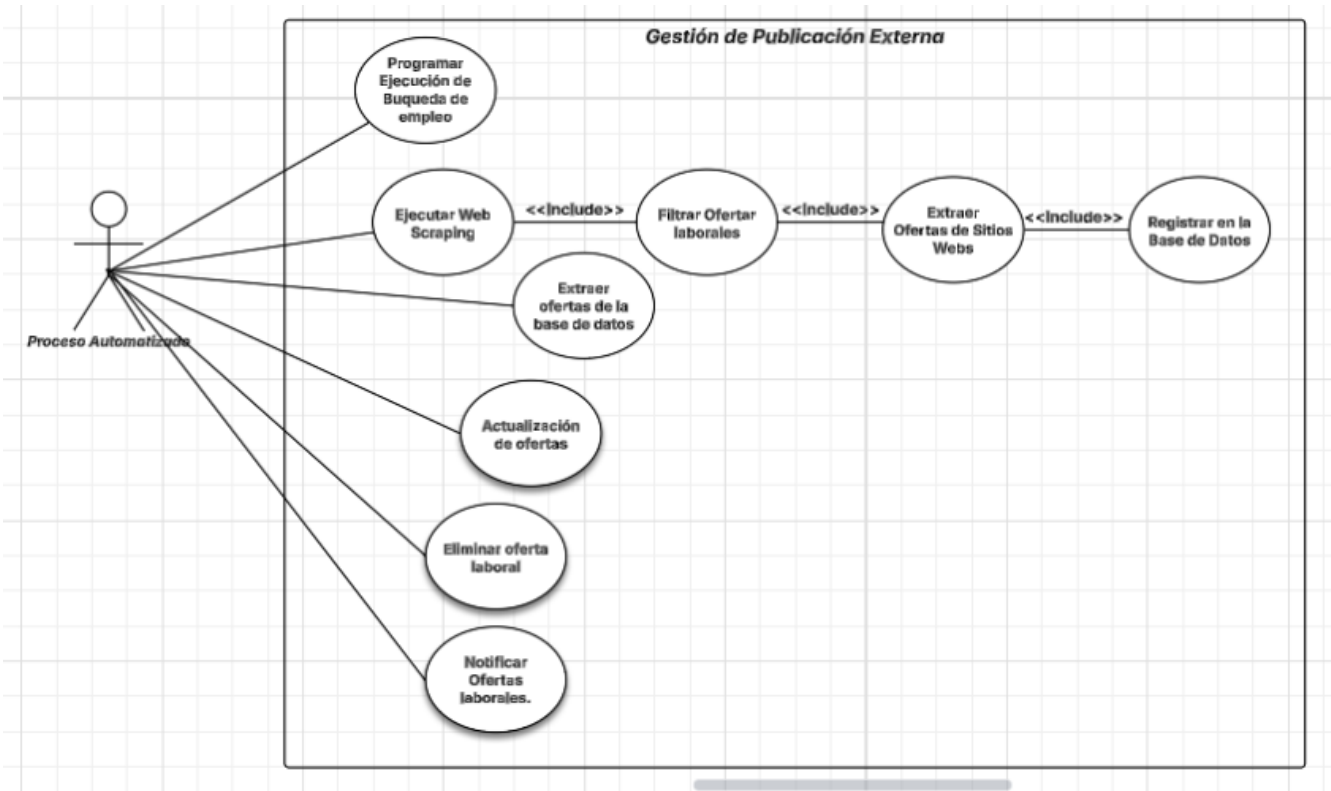 Gestión de Publicación Externa
Programar
Ejecución de
Buqueda de
empleo
Ejecutar Web
Scraping
<<Include>>
Filtrar Ofertar
laborales
<<Include>>
Extraer
Ofertas de Sitios
Webs
<<Include>>
Registrar en la
Base de Datos
Extraer
ofertas de la
base de datos
Proceso Automatizado
Actualización
de ofertas
Eliminar oferta
laboral
Notificar
Ofertas
laborales.